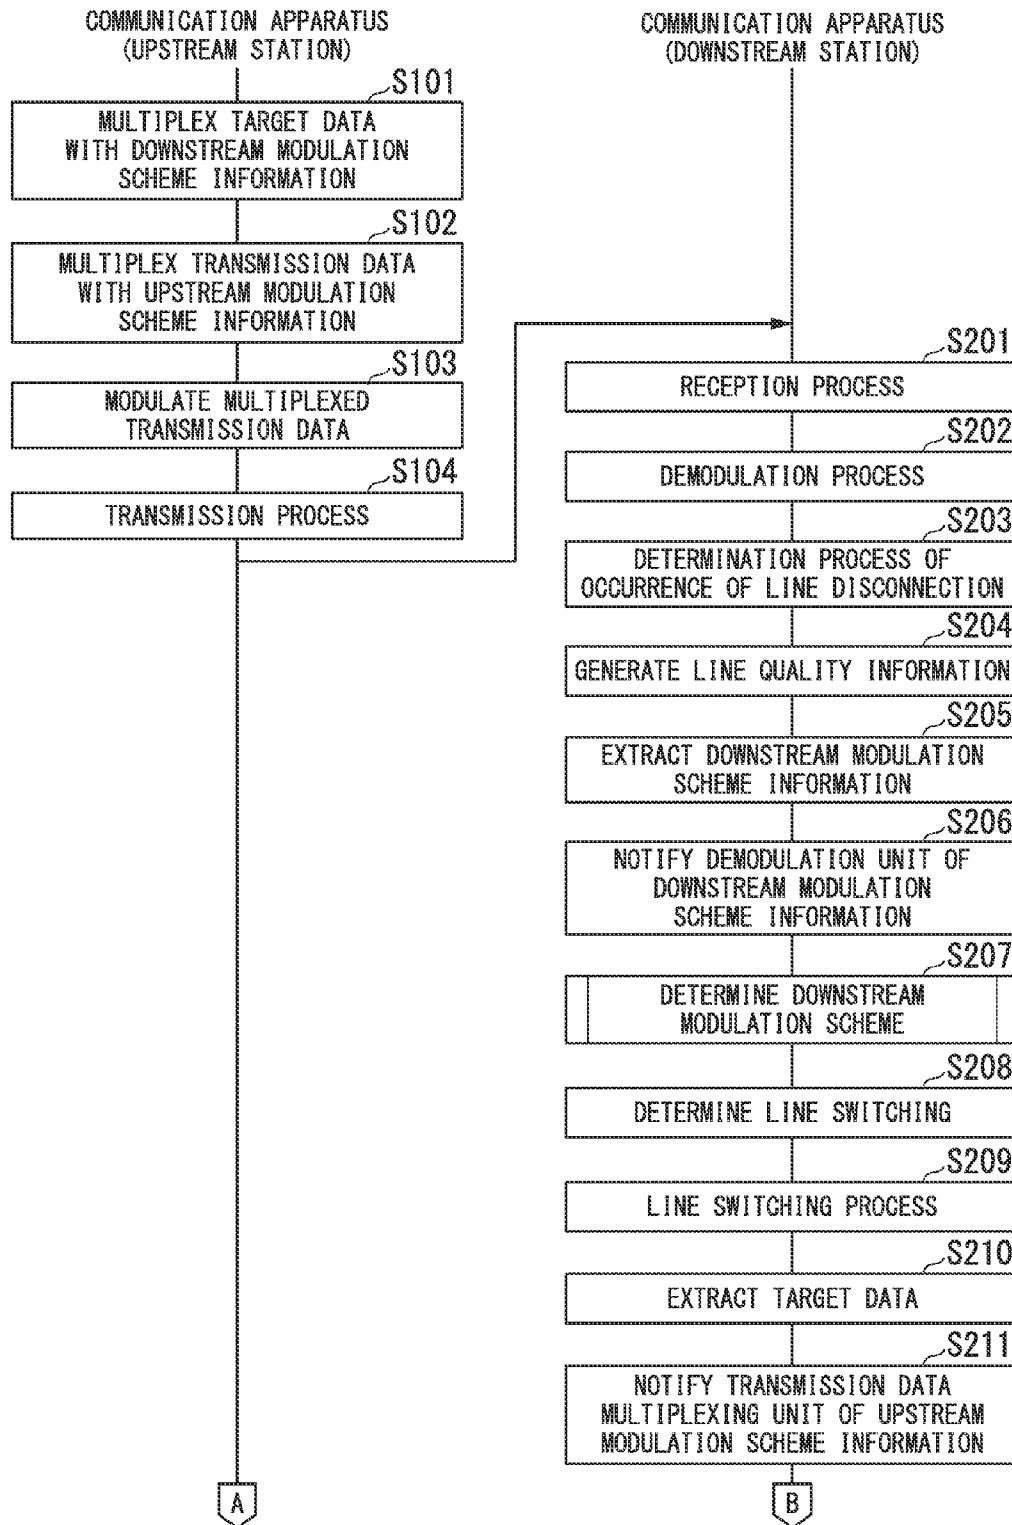 COMMUNICATION APPARATUS
(UPSTREAM STATION)
S101
MULTIPLEX TARGET DATA
WITH DOWNSTREAM MODULATION
SCHEME INFORMATION
S102
MULTIPLEX TRANSMISSION DATA
WITH UPSTREAM MODULATION
SCHEME INFORMATION
S103
MODULATE MULTIPLEXED
TRANSMISSION DATA
S104
TRANSMISSION PROCESS
A
COMMUNICATION APPARATUS
(DOWNSTREAM STATION)
S201
RECEPTION PROCESS
S202
DEMODULATION PROCESS
S203
DETERMINATION PROCESS OF
OCCURRENCE OF LINE DISCONNECTION
S204
GENERATE LINE QUALITY INFORMATION
S205
EXTRACT DOWNSTREAM MODULATION
SCHEME INFORMATION
S206
NOTIFY DEMODULATION UNIT OF
DOWNSTREAM MODULATION
SCHEME INFORMATION
S207
DETERMINE DOWNSTREAM
MODULATION SCHEME
S208
DETERMINE LINE SWITCHING
S209
LINE SWITCHING PROCESS
S210
EXTRACT TARGET DATA
S211
NOTIFY TRANSMISSION DATA
MULTIPLEXING UNIT OF UPSTREAM
MODULATION SCHEME INFORMATION
B